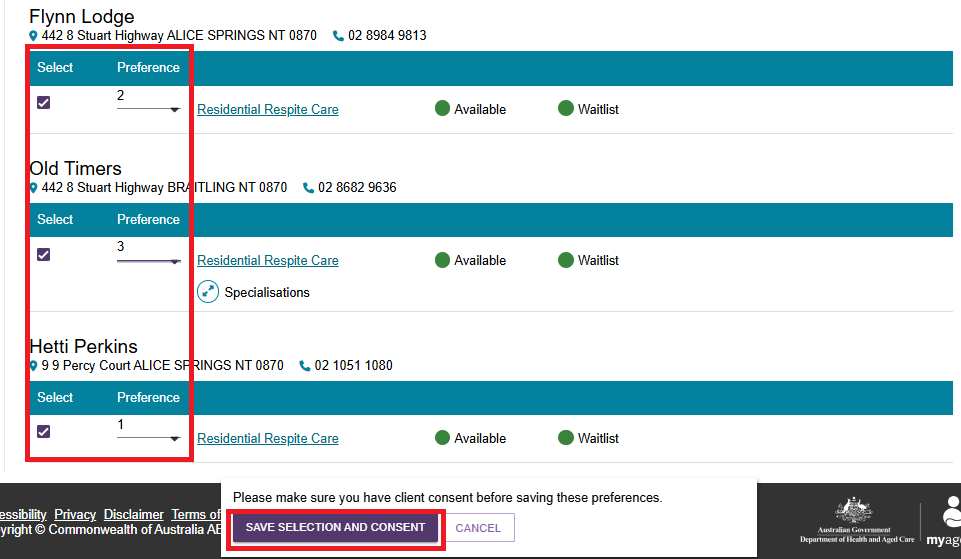 Flynn Lodge
442 8 Stuart Highway ALICE SPRINGS NT 0870 02 8984 9813
Select Preference
2
Residential Respite Care Available Waitlist
Old Timers
442 8 Stuart Highway BRAITLING NT 0870 02 8682 9636
Select Preference
3
Residential Respite Care Available Waitlist
Specialisations
Hetti Perkins
9 9 Percy Court ALICE SPRINGS NT 0870 02 1051 1080
Select Preference
1
Residential Respite Care Available Waitlist
Please make sure you have client consent before saving these preferences.
SAVE SELECTION AND CONSENT CANCEL
essibility Privacy Disclaimer Terms of
yright © Commonwealth of Australia AB
Australian Government
Department of Health and Aged Care
myag